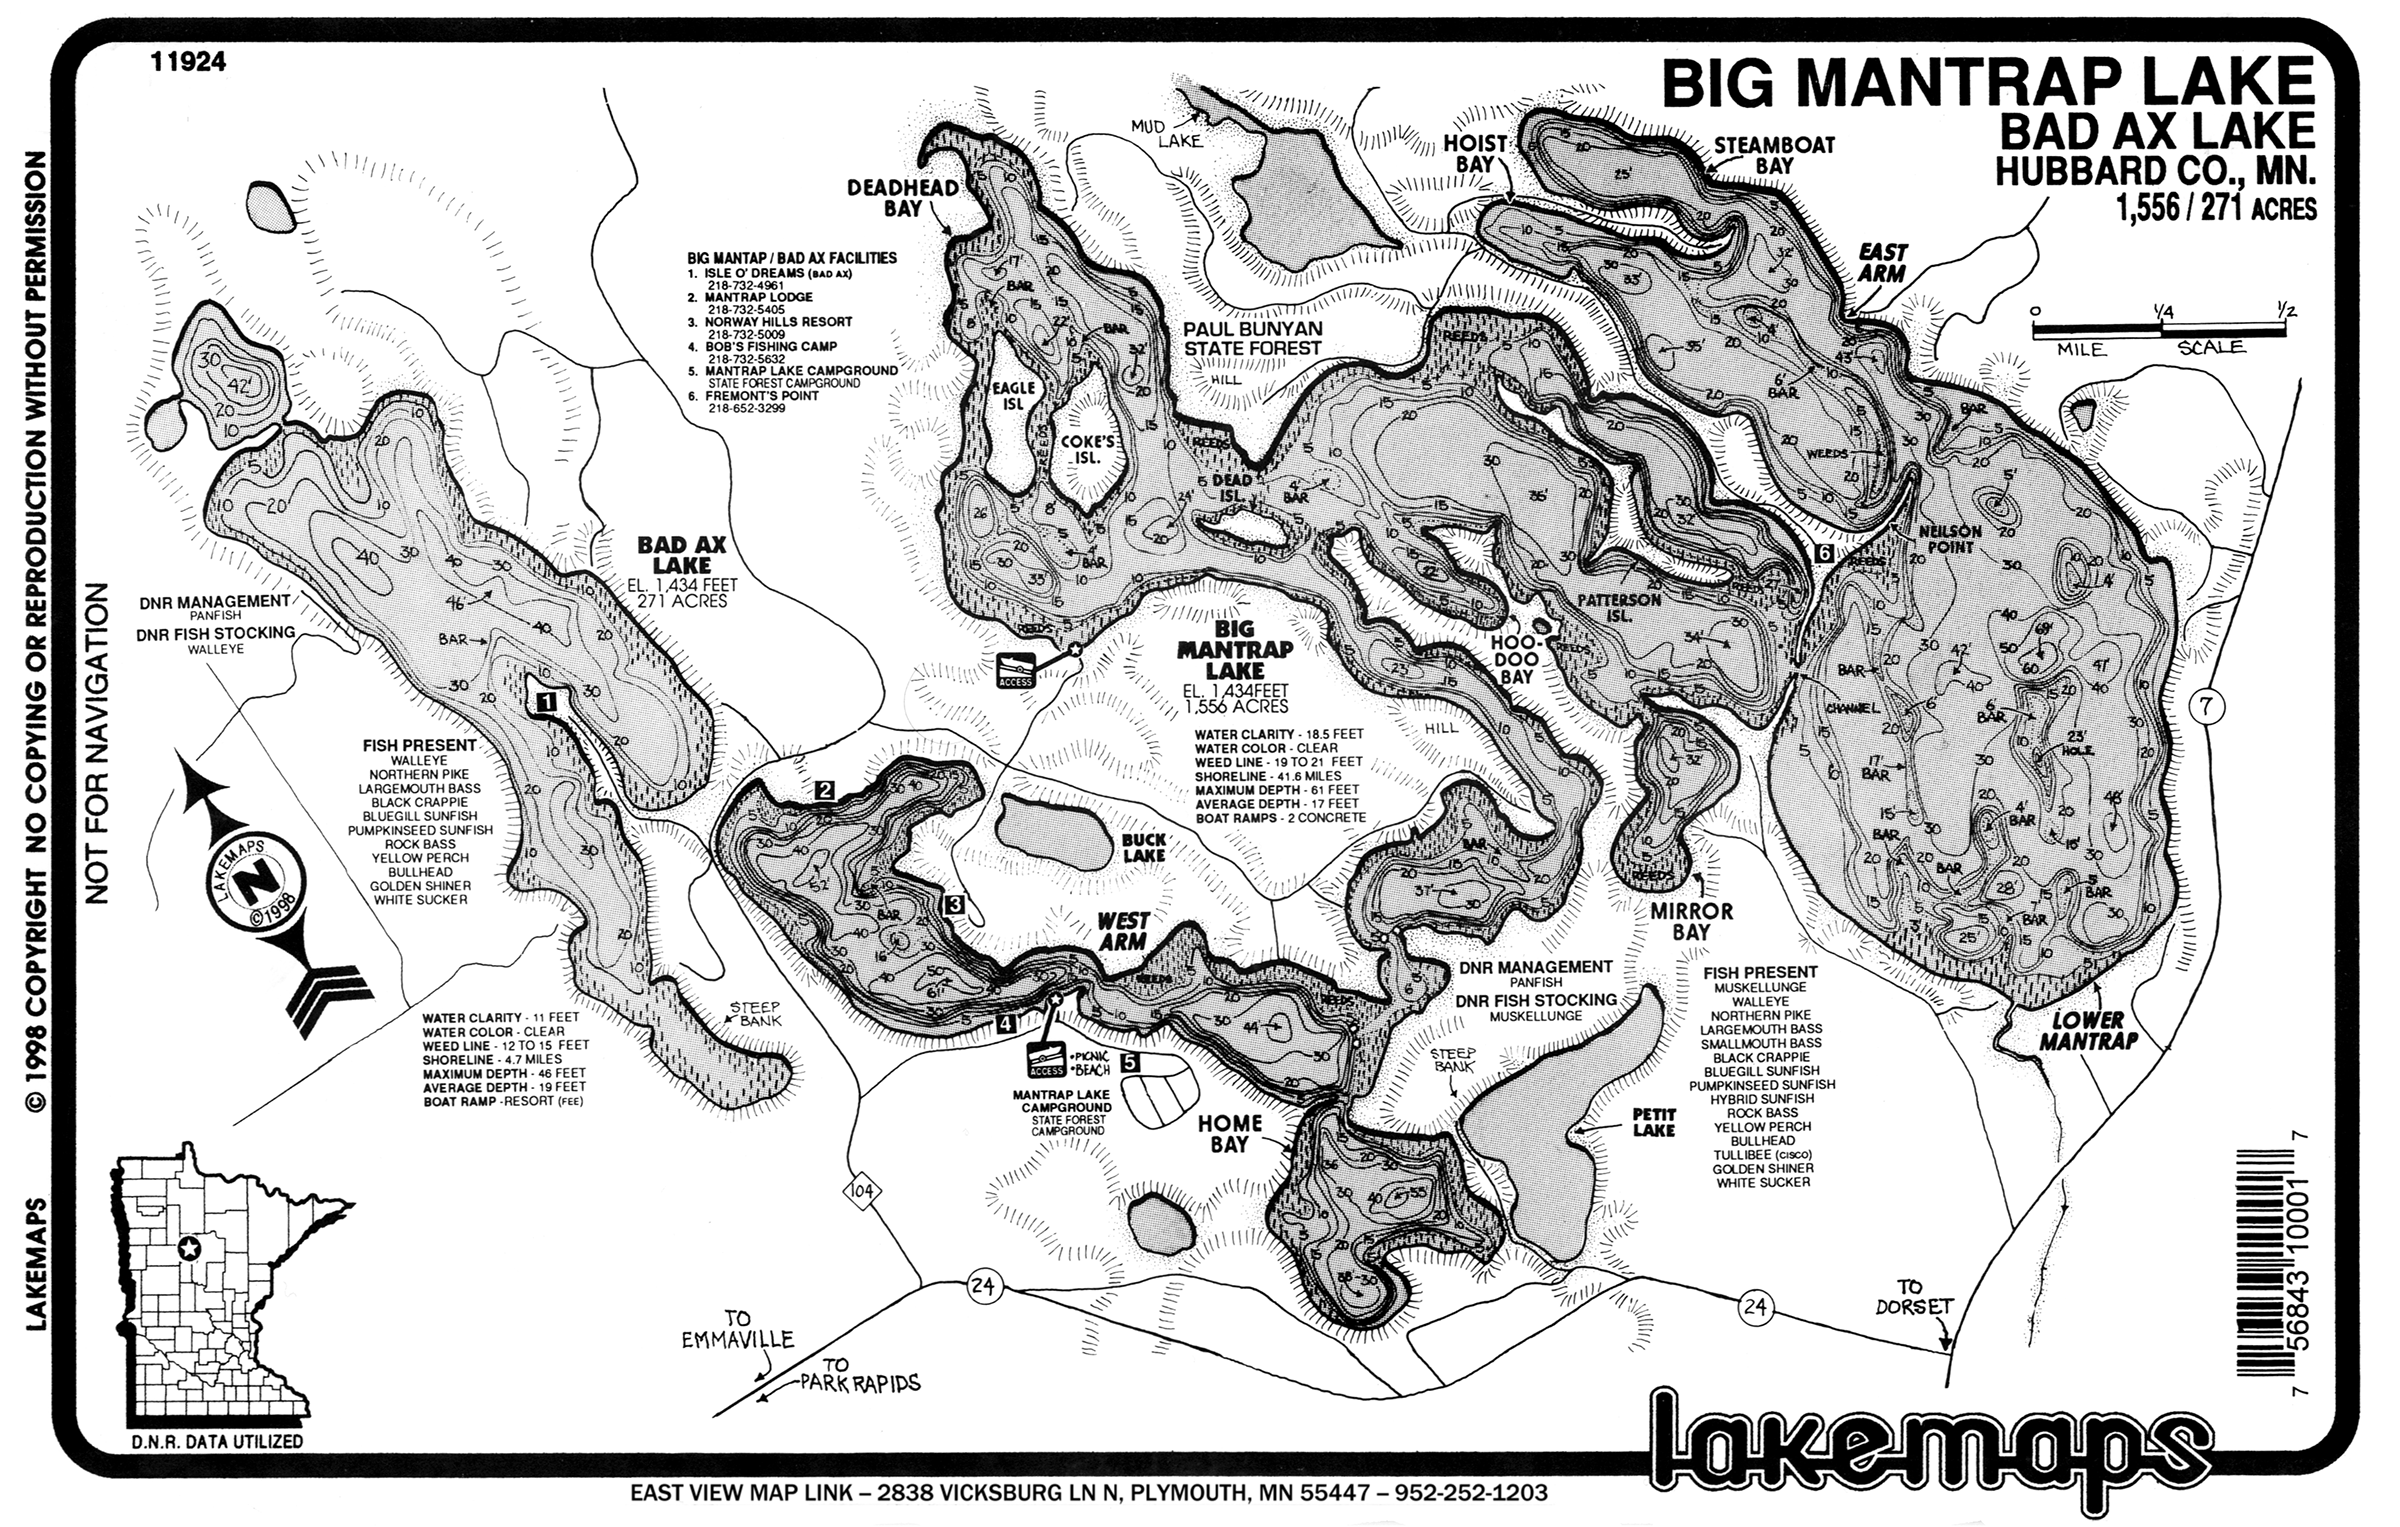 11924
BIG MANTRAP LAKE
BAD AX LAKE
HUBBARD CO., MN.
1,556 / 271 ACRES
© 1998 COPYRIGHT NO COPYING OR REPRODUCTION WITHOUT PERMISSION
LAKEMAPS
NOT FOR NAVIGATION
MUD
LAKE
HOIST
BAY
STEAMBOAT
BAY
DEADHEAD
BAY
EAST
ARM
0 1/4 1/2
MILE SCALE
BIG MANTAP / BAD AX FACILITIES
1. ISLE O' DREAMS (BAD AX)
218-732-4961
2. MANTRAP LODGE
218-732-5405
3. NORWAY HILLS RESORT
218-732-5009
4. BOB'S FISHING CAMP
218-732-5632
5. MANTRAP LAKE CAMPGROUND
STATE FOREST CAMPGROUND
6. FREMONT'S POINT
218-652-3299
PAUL BUNYAN
STATE FOREST
HILL
EAGLE
ISL
COKE'S
ISL.
REEDS
DEAD
ISL.
BAR
WEEDS
NEILSON
POINT
6
BAD AX
LAKE
EL. 1,434 FEET
271 ACRES
DNR MANAGEMENT
PANFISH
DNR FISH STOCKING
WALLEYE
BAR
1
PATTERSON
ISL.
HOO-
DOO
BAY
ACCESS
BIG
MANTRAP
LAKE
EL. 1,434FEET
1,556 ACRES
WATER CLARITY - 18.5 FEET
WATER COLOR - CLEAR
WEED LINE - 19 TO 21 FEET
SHORELINE - 41.6 MILES
MAXIMUM DEPTH - 61 FEET
AVERAGE DEPTH - 17 FEET
BOAT RAMPS - 2 CONCRETE
HILL
CHANNEL
23'
HOLE
7
FISH PRESENT
WALLEYE
NORTHERN PIKE
LARGEMOUTH BASS
BLACK CRAPPIE
BLUEGILL SUNFISH
PUMPKINSEED SUNFISH
ROCK BASS
YELLOW PERCH
BULLHEAD
GOLDEN SHINER
WHITE SUCKER
2
BUCK
LAKE
3
WEST
ARM
REEDS
MIRROR
BAY
LAKEMAPS
N
©1998
WATER CLARITY - 11 FEET
WATER COLOR - CLEAR
WEED LINE - 12 TO 15 FEET
SHORELINE - 4.7 MILES
MAXIMUM DEPTH - 46 FEET
AVERAGE DEPTH - 19 FEET
BOAT RAMP -RESORT (FEE)
STEEP
BANK
4
ACCESS
•PICNIC
•BEACH
5
MANTRAP LAKE
CAMPGROUND
STATE FOREST
CAMPGROUND
HOME
BAY
DNR MANAGEMENT
PANFISH
DNR FISH STOCKING
MUSKELLUNGE
STEEP
BANK
PETIT
LAKE
FISH PRESENT
MUSKELLUNGE
WALLEYE
NORTHERN PIKE
LARGEMOUTH BASS
SMALLMOUTH BASS
BLACK CRAPPIE
BLUEGILL SUNFISH
PUMPKINSEED SUNFISH
HYBRID SUNFISH
ROCK BASS
YELLOW PERCH
BULLHEAD
TULLIBEE (CISCO)
GOLDEN SHINER
WHITE SUCKER
LOWER
MANTRAP
104
24
24
TO
EMMAVILLE
TO
PARK RAPIDS
TO
DORSET
7 56843 10001 7
D.N.R. DATA UTILIZED
lakemaps
EAST VIEW MAP LINK – 2838 VICKSBURG LN N, PLYMOUTH, MN 55447 – 952-252-1203